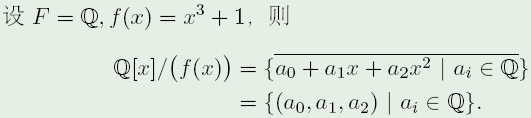 设 F = ℚ, f(x) = x³ + 1, 则
ℚ[x]/(f(x)) = {\overline{a₀ + a₁x + a₂x² | aᵢ ∈ ℚ}}
= {(a₀, a₁, a₂) | aᵢ ∈ ℚ}.